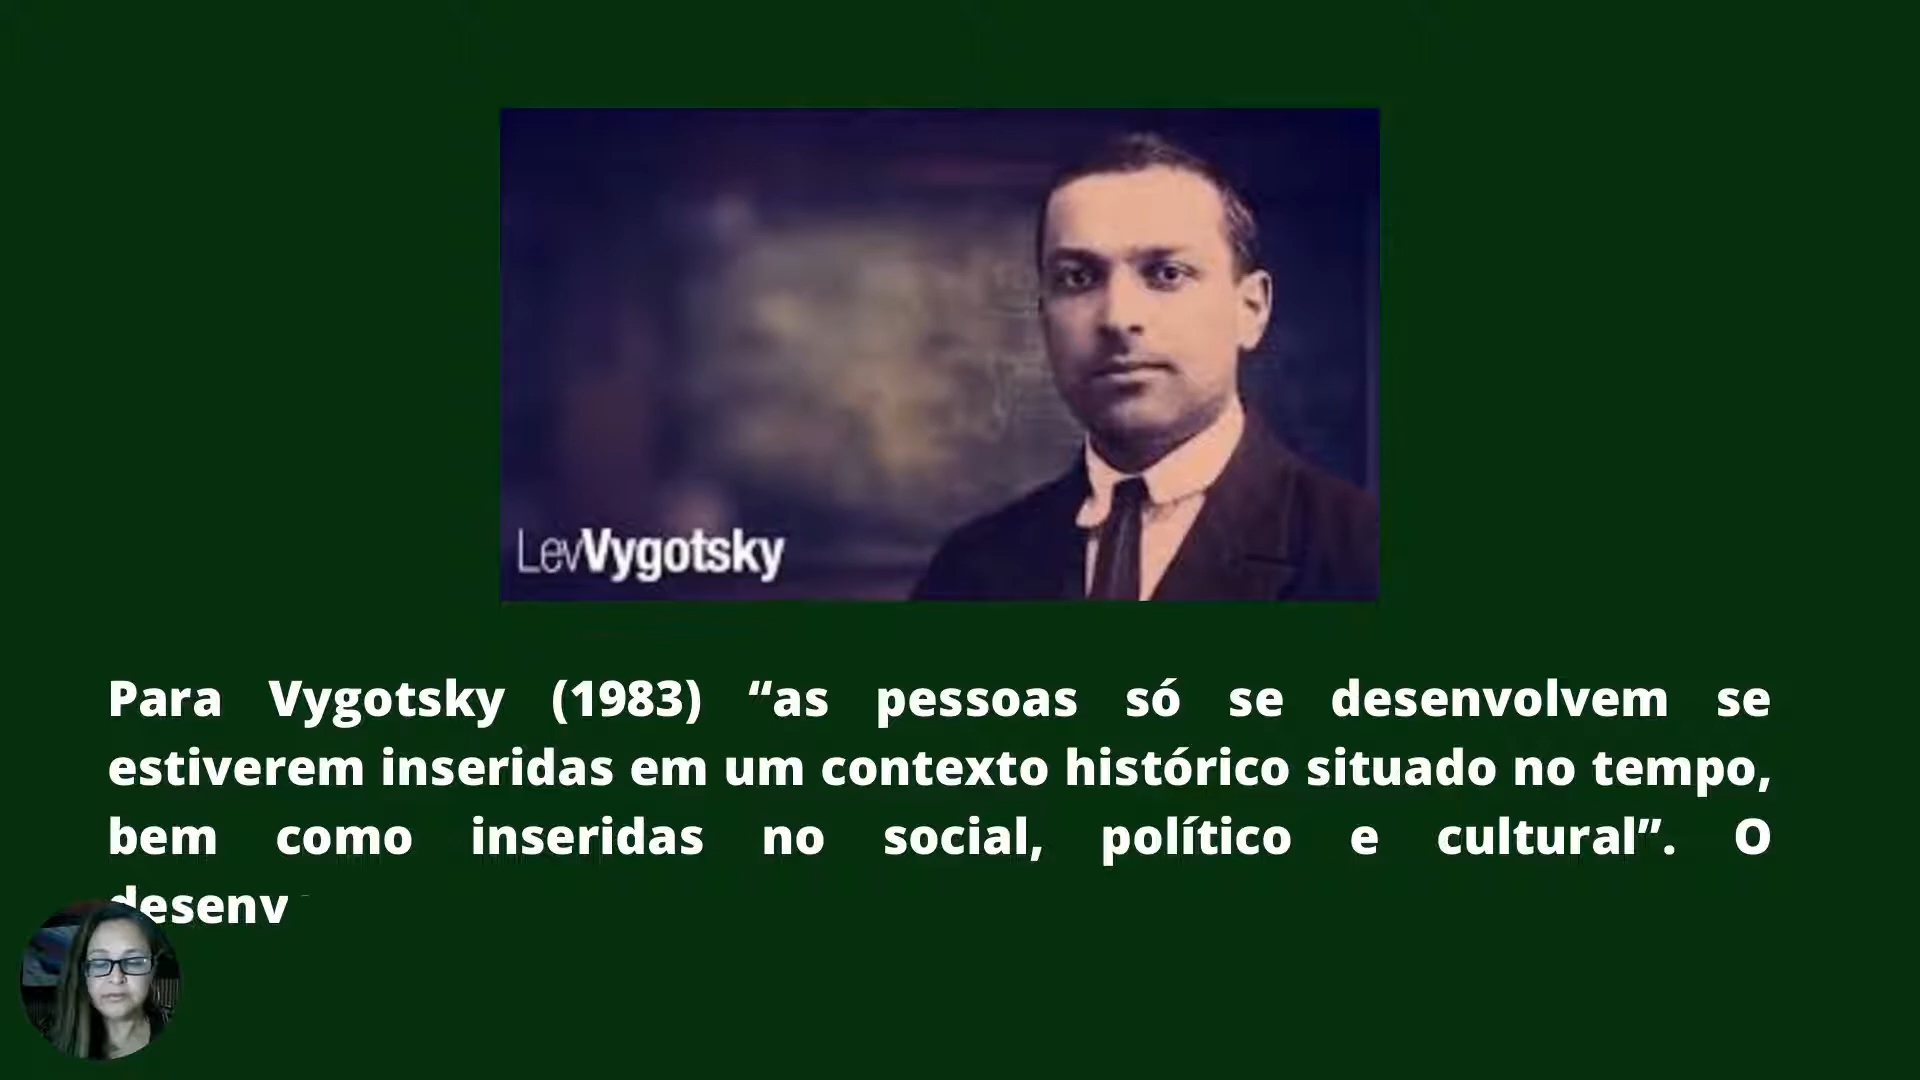 LevVygotsky
Para Vygotsky (1983) “as pessoas só se desenvolvem se
estiverem inseridas em um contexto histórico situado no tempo,
bem como inseridas no social, político e cultural”. O
desenv